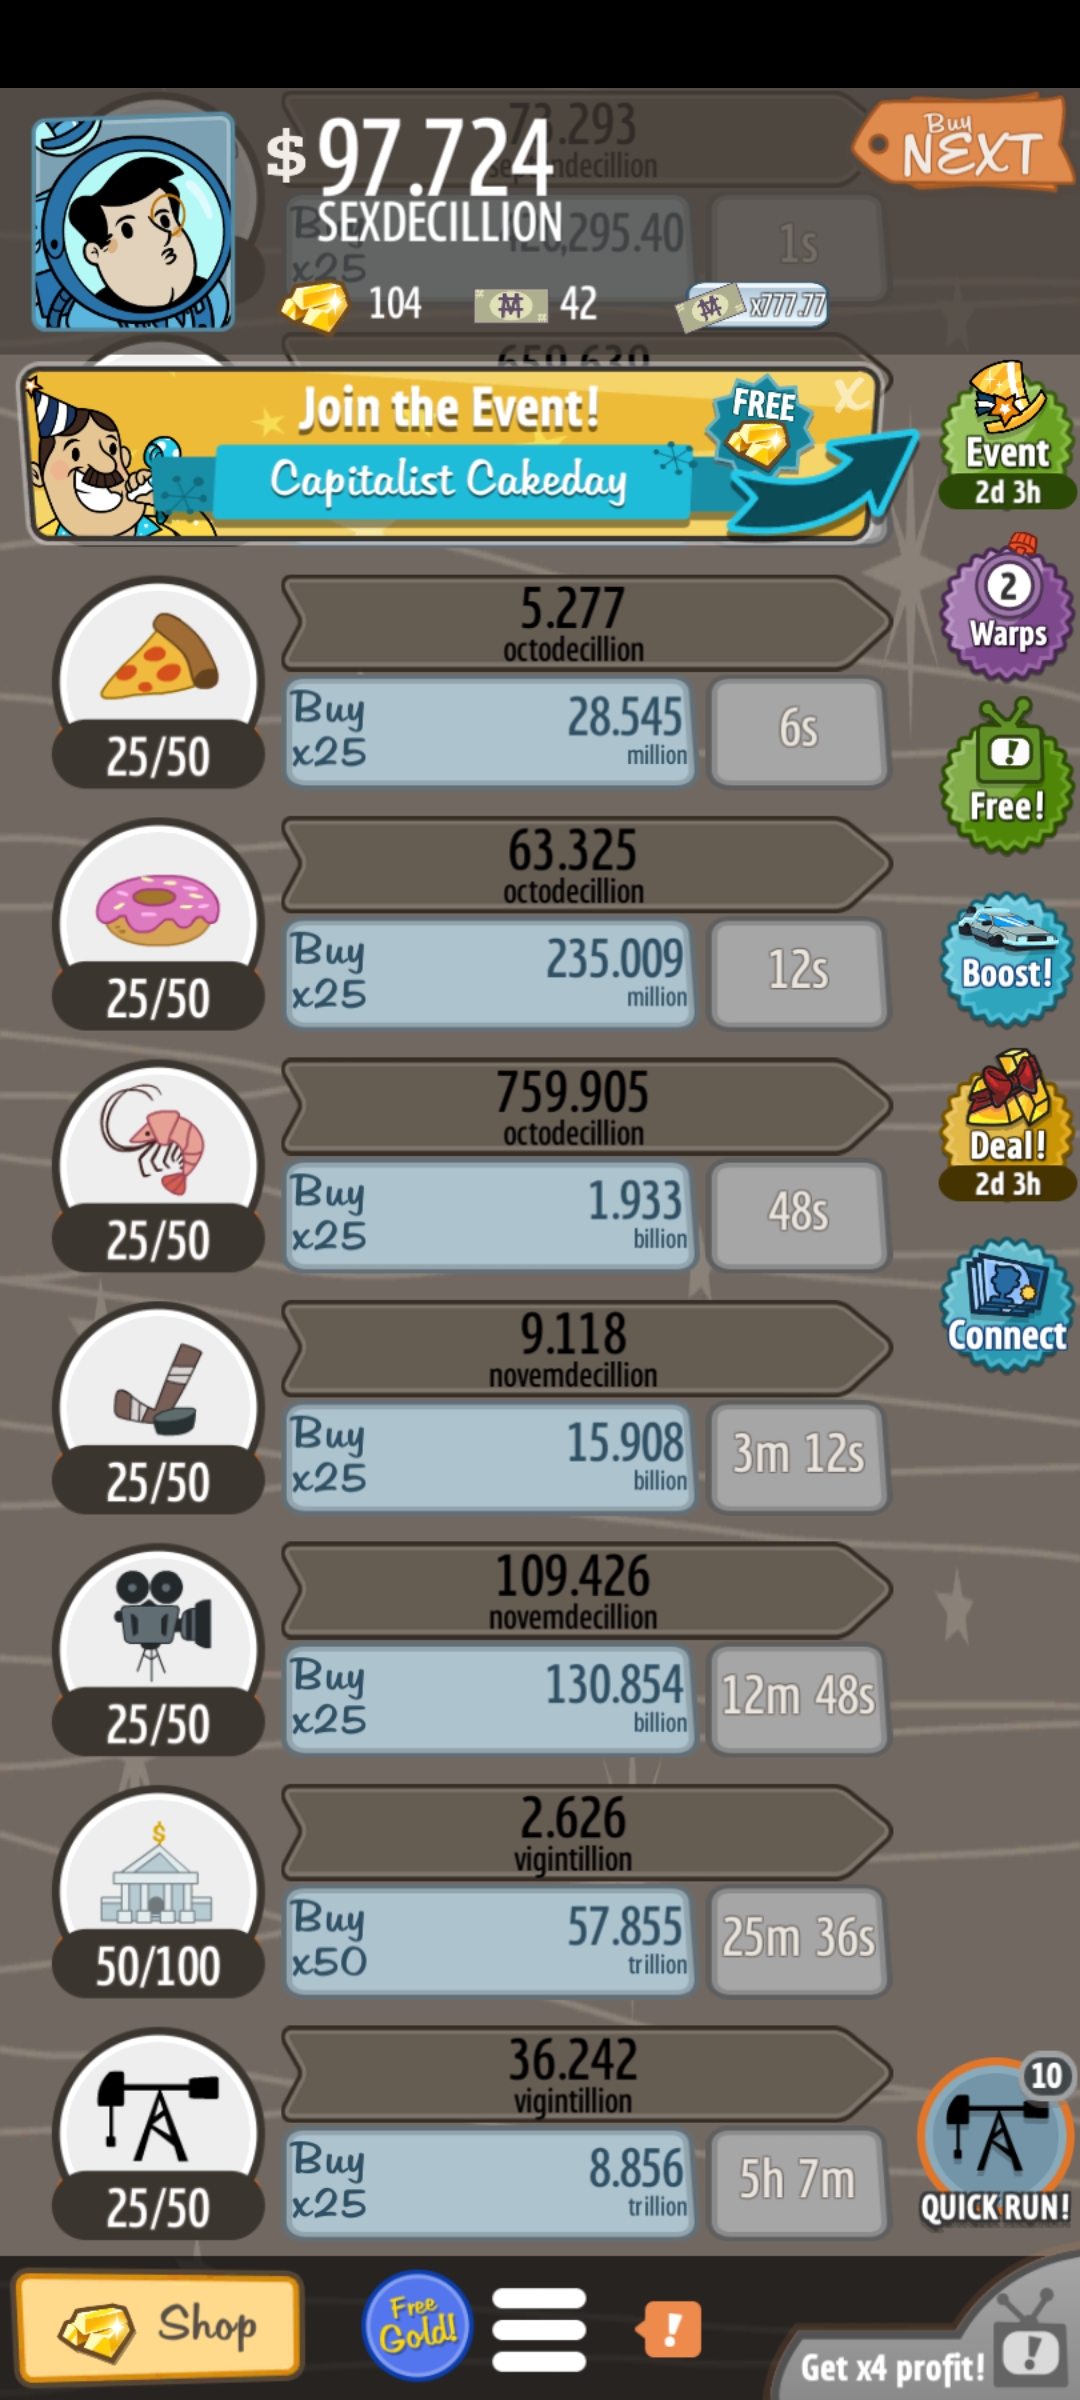 73.293
$ 97.724
SEXDECILLION
Buy
NEXT
x25
1s
104
42
x777.77
659.639
Join the Event!
FREE
x
Capitalist Cakeday
Event
2d 3h
5.277
octodecillion
2
Warps
Buy
x25
28.545
million
6s
25/50
Free!
63.325
octodecillion
Buy
x25
235.009
million
12s
25/50
Boost!
759.905
octodecillion
Deal!
2d 3h
Buy
x25
1.933
billion
48s
25/50
9.118
novemdecillion
Connect
Buy
x25
15.908
billion
3m 12s
25/50
109.426
novemdecillion
Buy
x25
130.854
billion
12m 48s
25/50
$
2.626
vigintillion
Buy
x50
57.855
trillion
25m 36s
50/100
36.242
vigintillion
10
Buy
x25
8.856
trillion
5h 7m
25/50
QUICK RUN!
Shop
Free
Gold!
!
Get x4 profit!